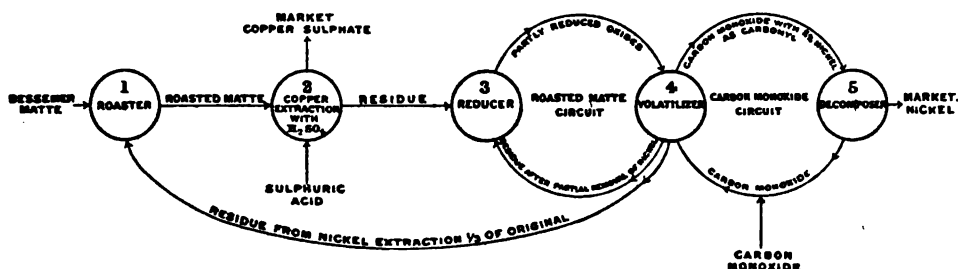 MARKET
COPPER SULPHATE
BESSEMER
MATTE
1
ROASTER
ROASTED MATTE
2
COPPER
EXTRACTION
WITH
H₂SO₄
SULPHURIC
ACID
RESIDUE
3
REDUCER
PARTLY REDUCED OXIDES
ROASTED MATTE
CIRCUIT
RESIDUE AFTER PARTIAL REMOVAL OF NICKEL
4
VOLATILIZER
CARBON MONOXIDE WITH
NICKEL
AS CARBONYL
CARBON MONOXIDE
CIRCUIT
5
DECOMPOSER
MARKET.
NICKEL
CARBON MONOXIDE
RESIDUE FROM NICKEL EXTRACTION 1/3 OF ORIGINAL
CARBON
MONOXIDE